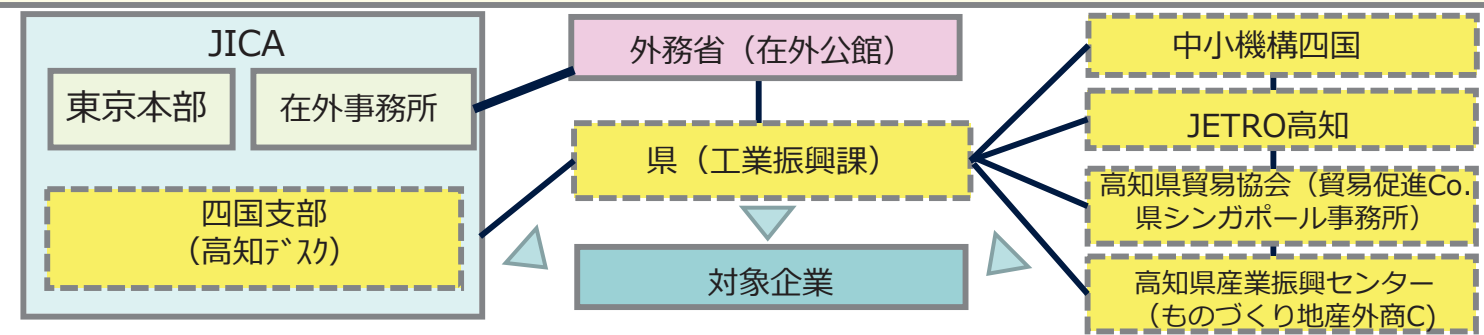 JICA
東京本部
在外事務所
四国支部
(高知ﾃﾞｽｸ)
外務省（在外公館）
県（工業振興課）
対象企業
中小機構四国
JETRO高知
高知県貿易協会（貿易促進Co.
県シンガポール事務所）
高知県産業振興センター
（ものづくり地産外商C)